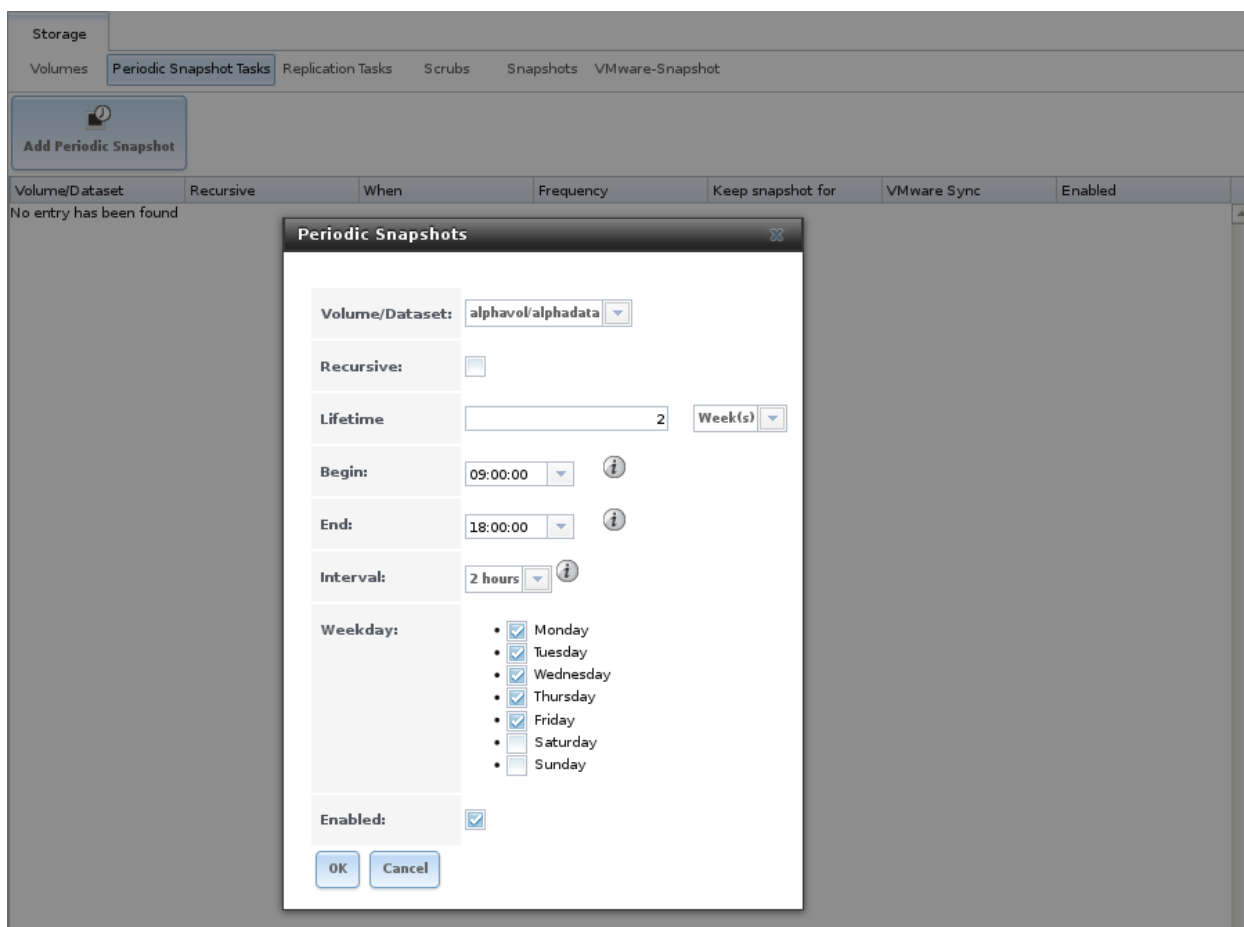 Storage
Volumes Periodic Snapshot Tasks Replication Tasks Scrubs Snapshots VMware-Snapshot
Add Periodic Snapshot
Volume/Dataset Recursive When Frequency Keep snapshot for VMware Sync Enabled
No entry has been found
Periodic Snapshots
Volume/Dataset: alphavol/alphadata
Recursive:
Lifetime 2 Week(s)
Begin: 09:00:00
End: 18:00:00
Interval: 2 hours
Weekday: • Monday
• Tuesday
• Wednesday
• Thursday
• Friday
• Saturday
• Sunday
Enabled:
OK Cancel